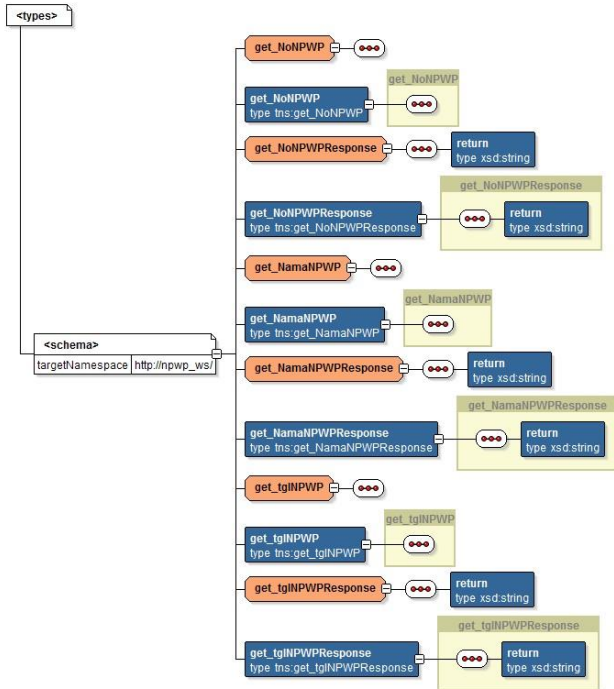 <types>
get_NoNPWP
get_NoNPWP
get_NoNPWP
type tns:get_NoNPWP
get_NoNPWPResponse
return
type xsd:string
get_NoNPWPResponse
get_NoNPWPResponse
type tns:get_NoNPWPResponse
return
type xsd:string
get_NamaNPWP
get_NamaNPWP
get_NamaNPWP
type tns:get_NamaNPWP
<schema>
targetNamespace http://npwp_ws/
get_NamaNPWPResponse
return
type xsd:string
get_NamaNPWPResponse
get_NamaNPWPResponse
type tns:get_NamaNPWPResponse
return
type xsd:string
get_tglNPWP
get_tglNPWP
get_tglNPWP
type tns:get_tglNPWP
get_tglNPWPResponse
return
type xsd:string
get_tglNPWPResponse
get_tglNPWPResponse
type tns:get_tglNPWPResponse
return
type xsd:string